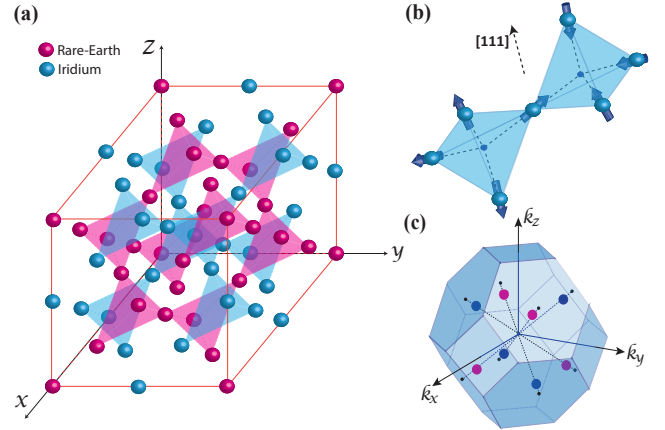 (a)
Rare-Earth
Iridium
z
y
x
(b)
[111]
(c)
k_z
k_y
k_x